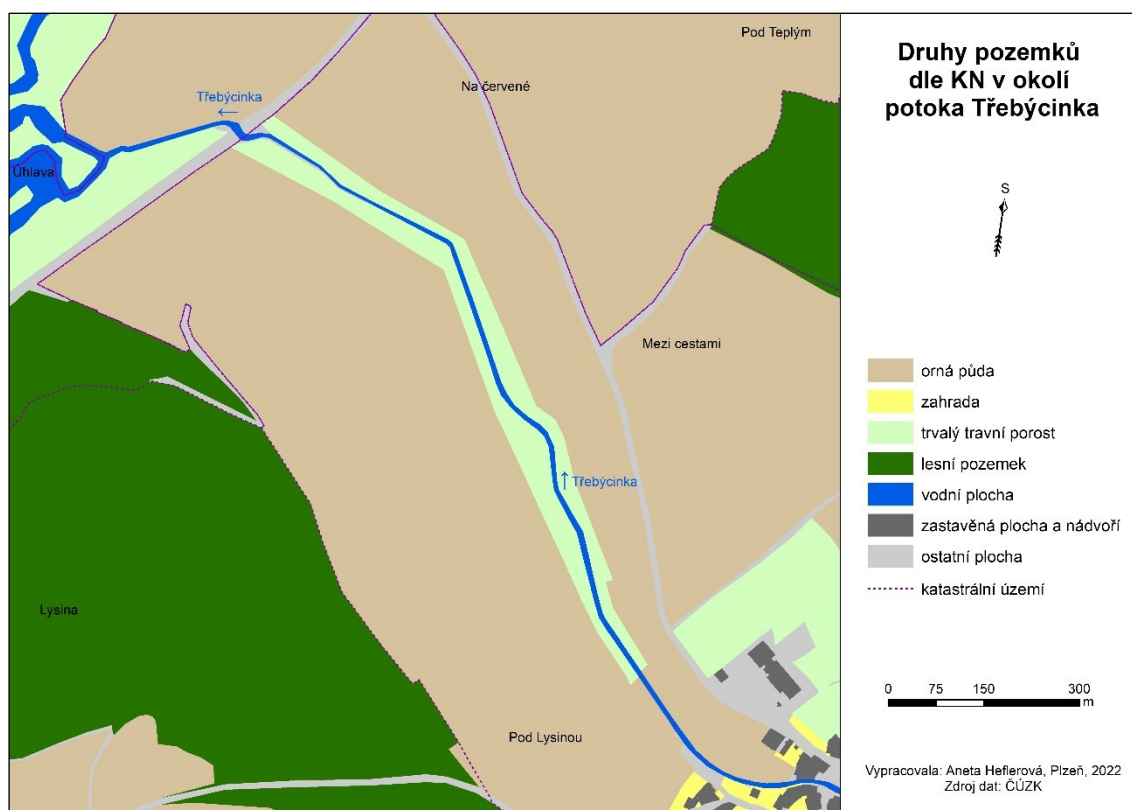 Druhy pozemků
dle KN v okolí
potoka Třebýcinka
S
Pod Teplým
Na červené
Třebýcinka
←
Úhlava
Mezi cestami
↑ Třebýcinka
Lysina
Pod Lysinou
orná půda
zahrada
trvalý travní porost
lesní pozemek
vodní plocha
zastavěná plocha a nádvoří
ostatní plocha
katastrální území
0 75 150 300
m
Vypracovala: Aneta Heflerová, Plzeň, 2022
Zdroj dat: ČÚZK